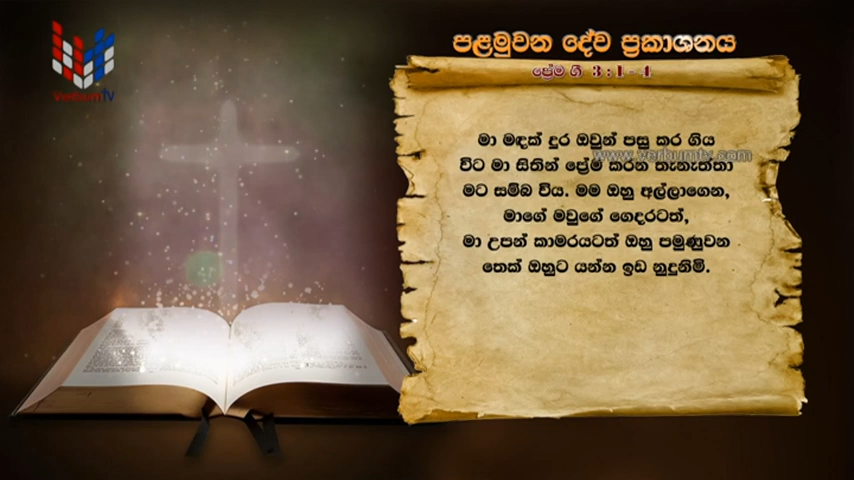 VerbumTV
පළමුවන දේව ප්‍රකාශනය
ප්‍රේම ගී 3 : 1 - 4
මා මඳක් දුර ඔවුන් පසු කර ගිය
විට මා සිතින් ප්‍රේම කරන තැනැත්තා
www.verbumtv.com
මට සම්බ විය. මම ඔහු අල්ලාගෙන,
මාගේ මවුගේ ගෙදරටත්,
මා උපන් කාමරයටත් ඔහු පමුණුවන
තෙක් ඔහුට යන්න ඉඩ නුදුනිමි.